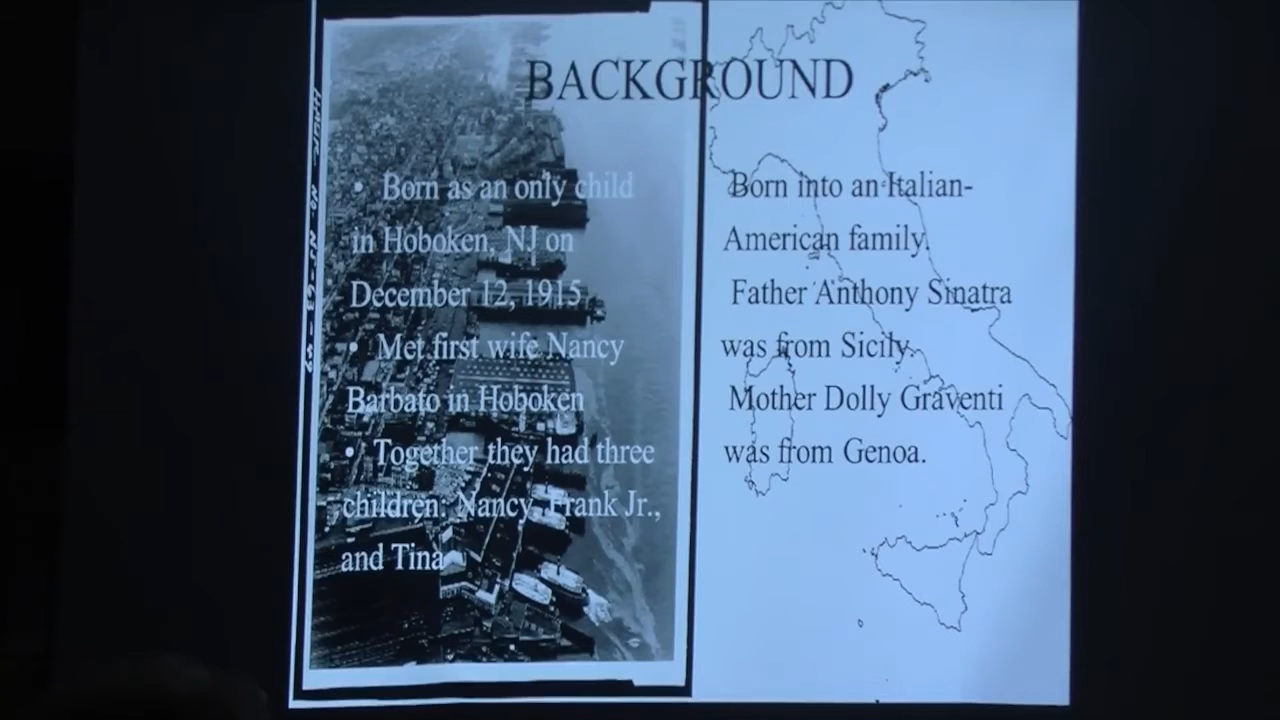 BACKGROUND
• Born as an only child
in Hoboken, NJ on
December 12, 1915
• Met first wife Nancy
Barbato in Hoboken
• Together they had three
children: Nancy, Frank Jr.,
and Tina
Born into an Italian-
American family.
Father Anthony Sinatra
was from Sicily.
Mother Dolly Graventi
was from Genoa.